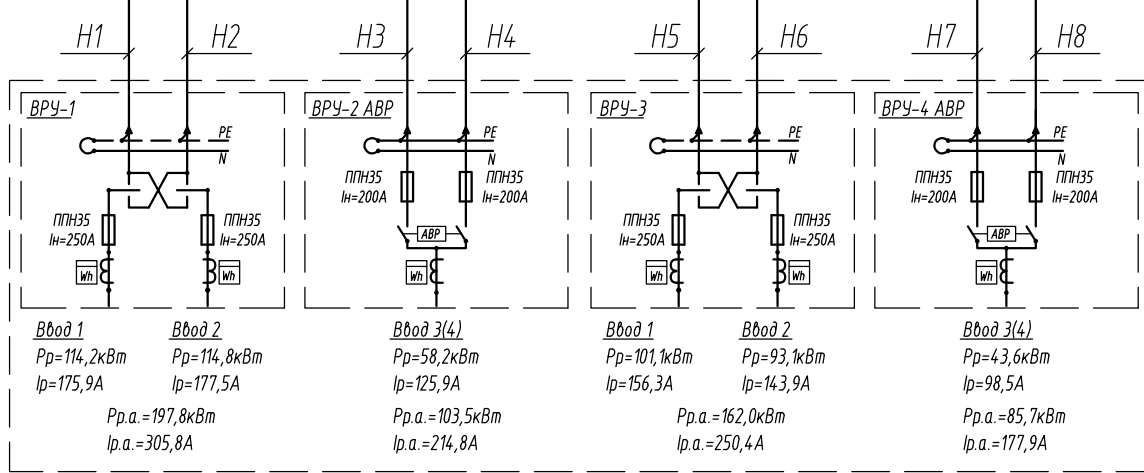 Н1
Н2
Н3
Н4
Н5
Н6
Н7
Н8
ВРУ-1
PE
N
ППН35
Iн=250А
ППН35
Iн=250А
Wh
Wh
Ввод 1
Рр=114,2кВт
Iр=175,9А
Ввод 2
Рр=114,8кВт
Iр=177,5А
Рр.а.=197,8кВт
Iр.а.=305,8А
ВРУ-2 АВР
PE
N
ППН35
Iн=200А
ППН35
Iн=200А
АВР
Wh
Ввод 3(4)
Рр=58,2кВт
Iр=125,9А
Рр.а.=103,5кВт
Iр.а.=214,8А
ВРУ-3
PE
N
ППН35
Iн=250А
ППН35
Iн=250А
Wh
Wh
Ввод 1
Рр=101,1кВт
Iр=156,3А
Ввод 2
Рр=93,1кВт
Iр=143,9А
Рр.а.=162,0кВт
Iр.а.=250,4А
ВРУ-4 АВР
PE
N
ППН35
Iн=200А
ППН35
Iн=200А
АВР
Wh
Ввод 3(4)
Рр=43,6кВт
Iр=98,5А
Рр.а.=85,7кВт
Iр.а.=177,9А